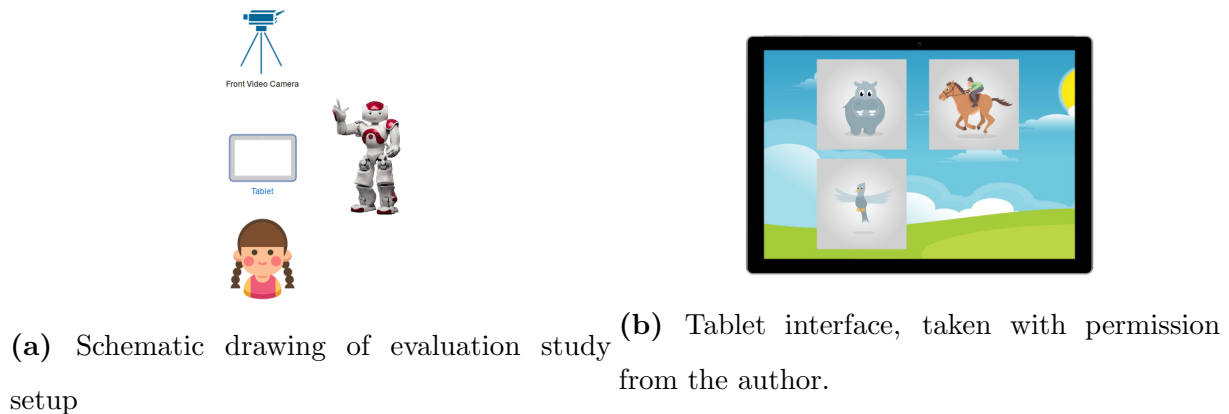 Front Video Camera
Tablet
(a) Schematic drawing of evaluation study
setup
(b) Tablet interface, taken with permission
from the author.